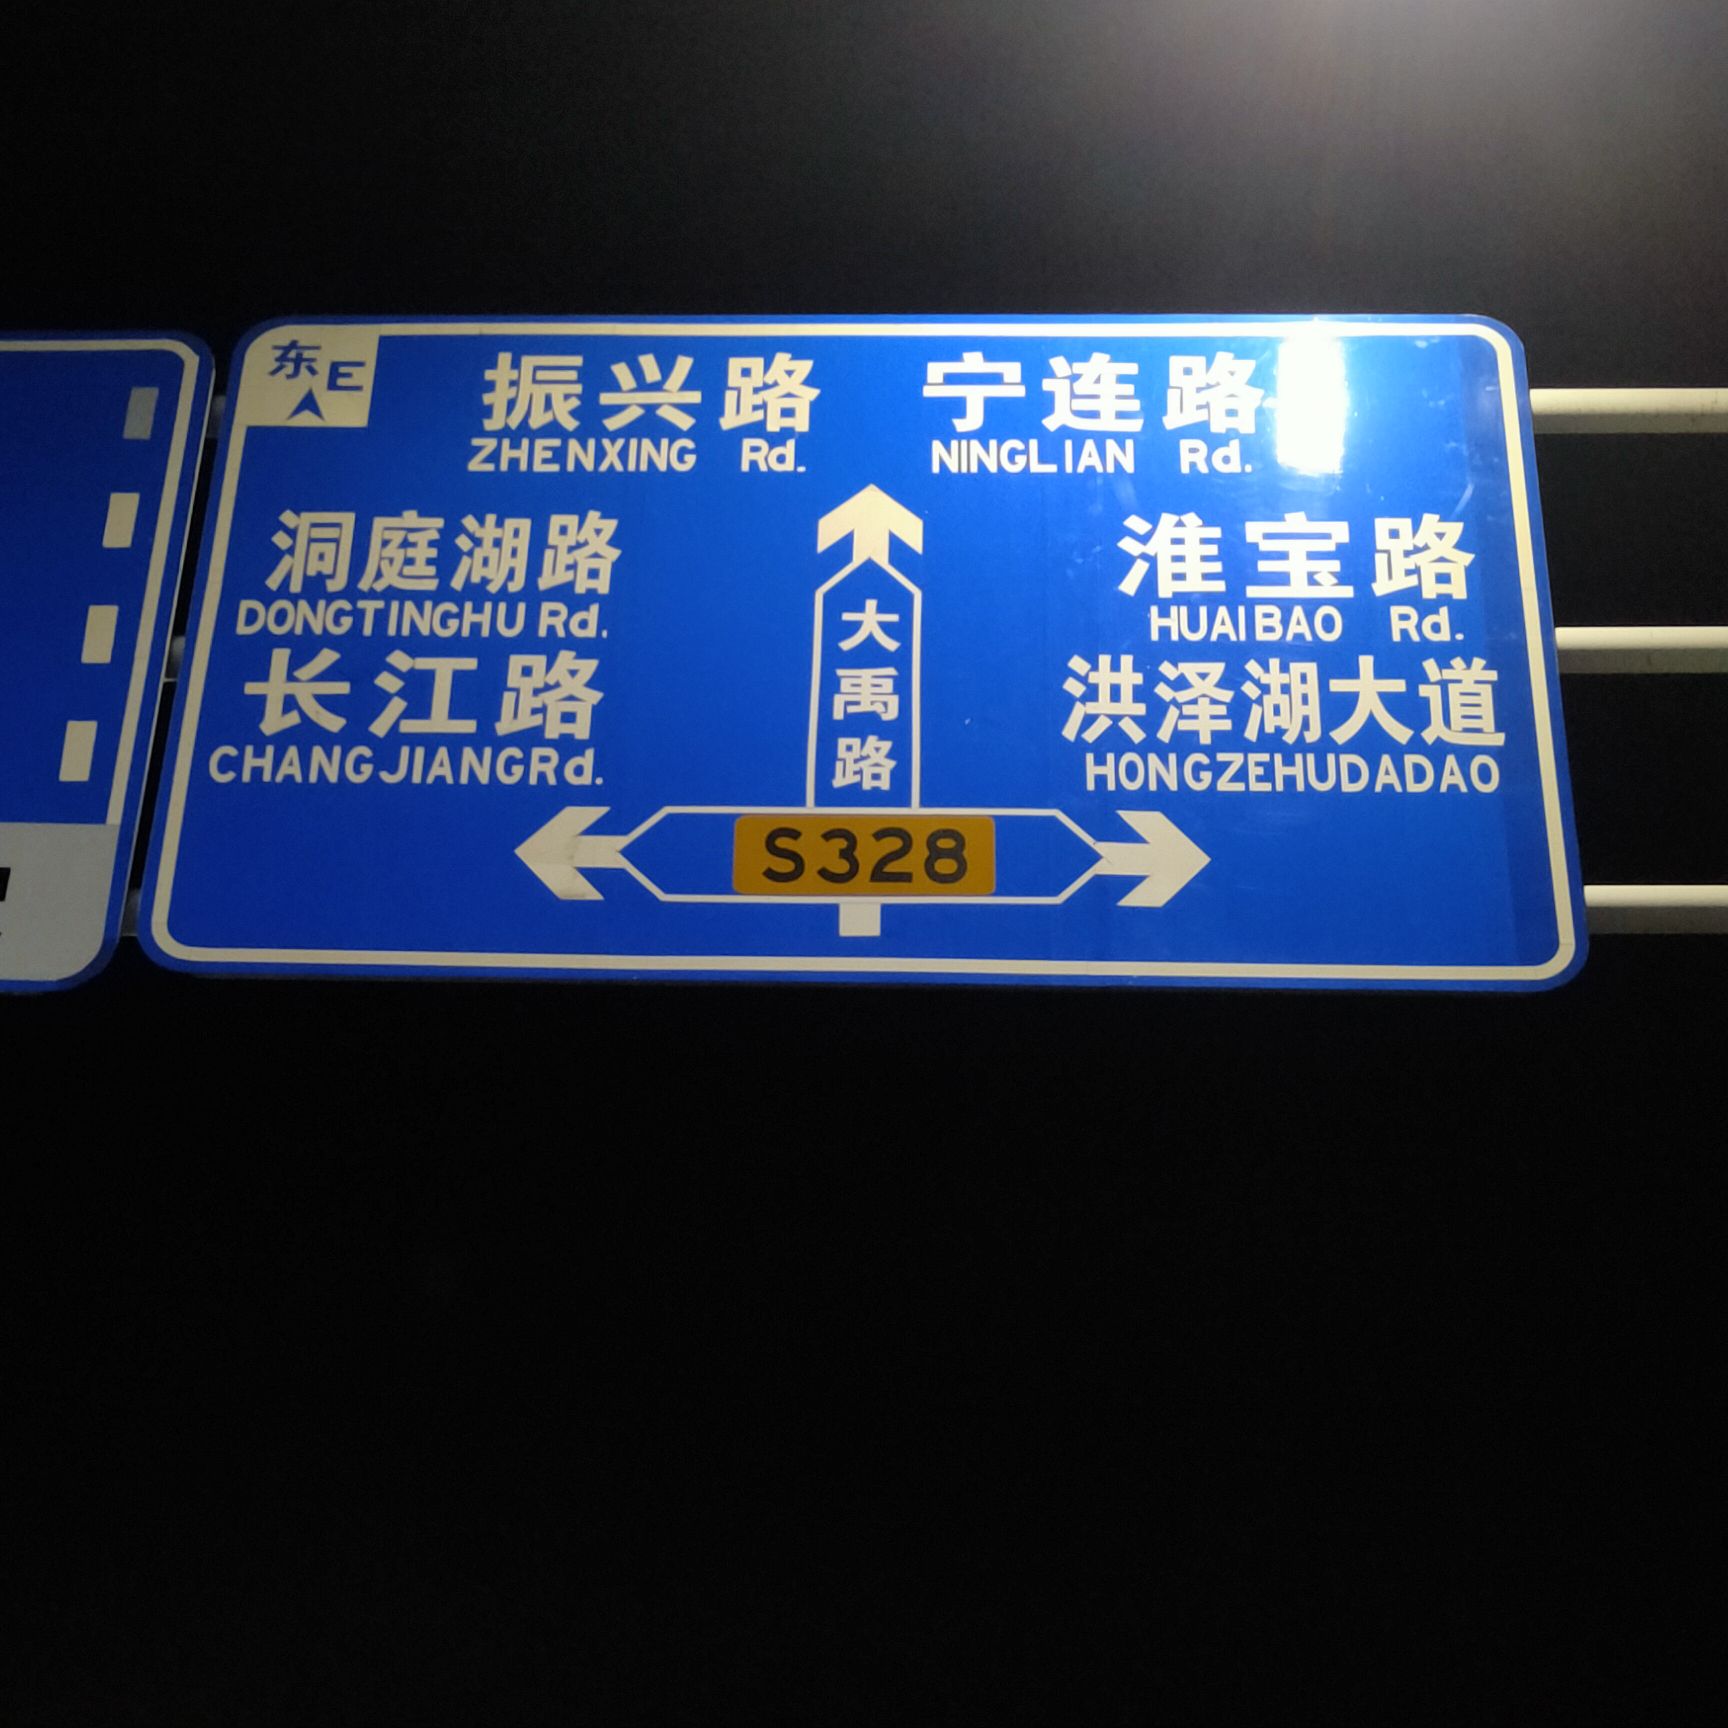 东 E
振兴路 宁连路
ZHENXING Rd. NINGLIAN Rd.
洞庭湖路
DONGTINGHU Rd.
长江路
CHANGJIANGRd.
大禹路
淮宝路
HUAIBAO Rd.
洪泽湖大道
HONGZEHUDADAO
S328